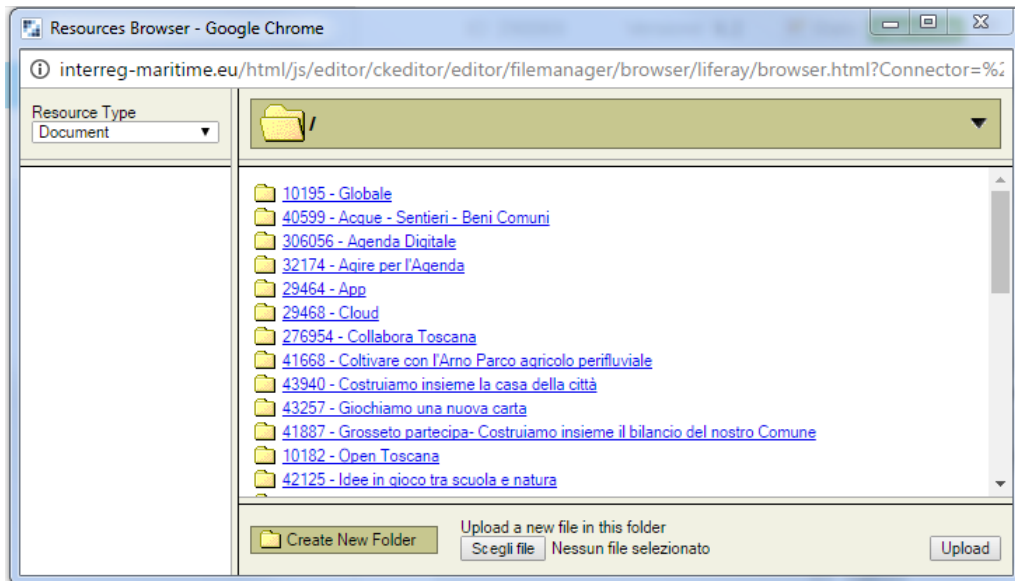 Resources Browser - Google Chrome
interreg-maritime.eu/html/js/editor/ckeditor/editor/filemanager/browser/liferay/browser.html?Connector=%2
Resource Type
Document
/
10195 - Globale
40599 - Acque - Sentieri - Beni Comuni
306056 - Agenda Digitale
32174 - Agire per l'Agenda
29464 - App
29468 - Cloud
276954 - Collabora Toscana
41668 - Coltivare con l'Arno Parco agricolo perifluviale
43940 - Costruiamo insieme la casa della città
43257 - Giochiamo una nuova carta
41887 - Grosseto partecipa- Costruiamo insieme il bilancio del nostro Comune
10182 - Open Toscana
42125 - Idee in gioco tra scuola e natura
Create New Folder
Upload a new file in this folder
Scegli file Nessun file selezionato
Upload